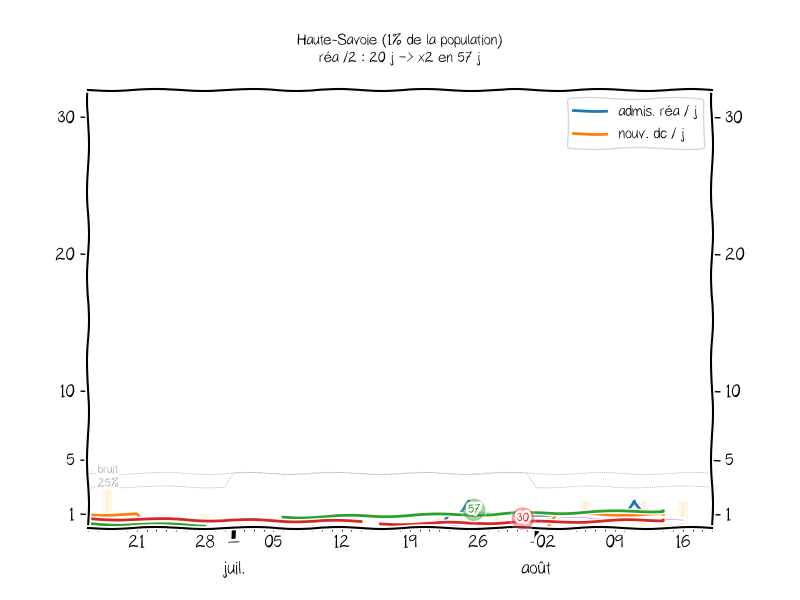 Haute-Savoie (1% de la population)
réa /2 : 20 j -> x2 en 57 j
admis. réa / j
nouv. dc / j
30
30
20
20
10
10
5
5
bruit
25%
1
1
57
30
21 28 05 12 19 26 02 09 16
juil. août